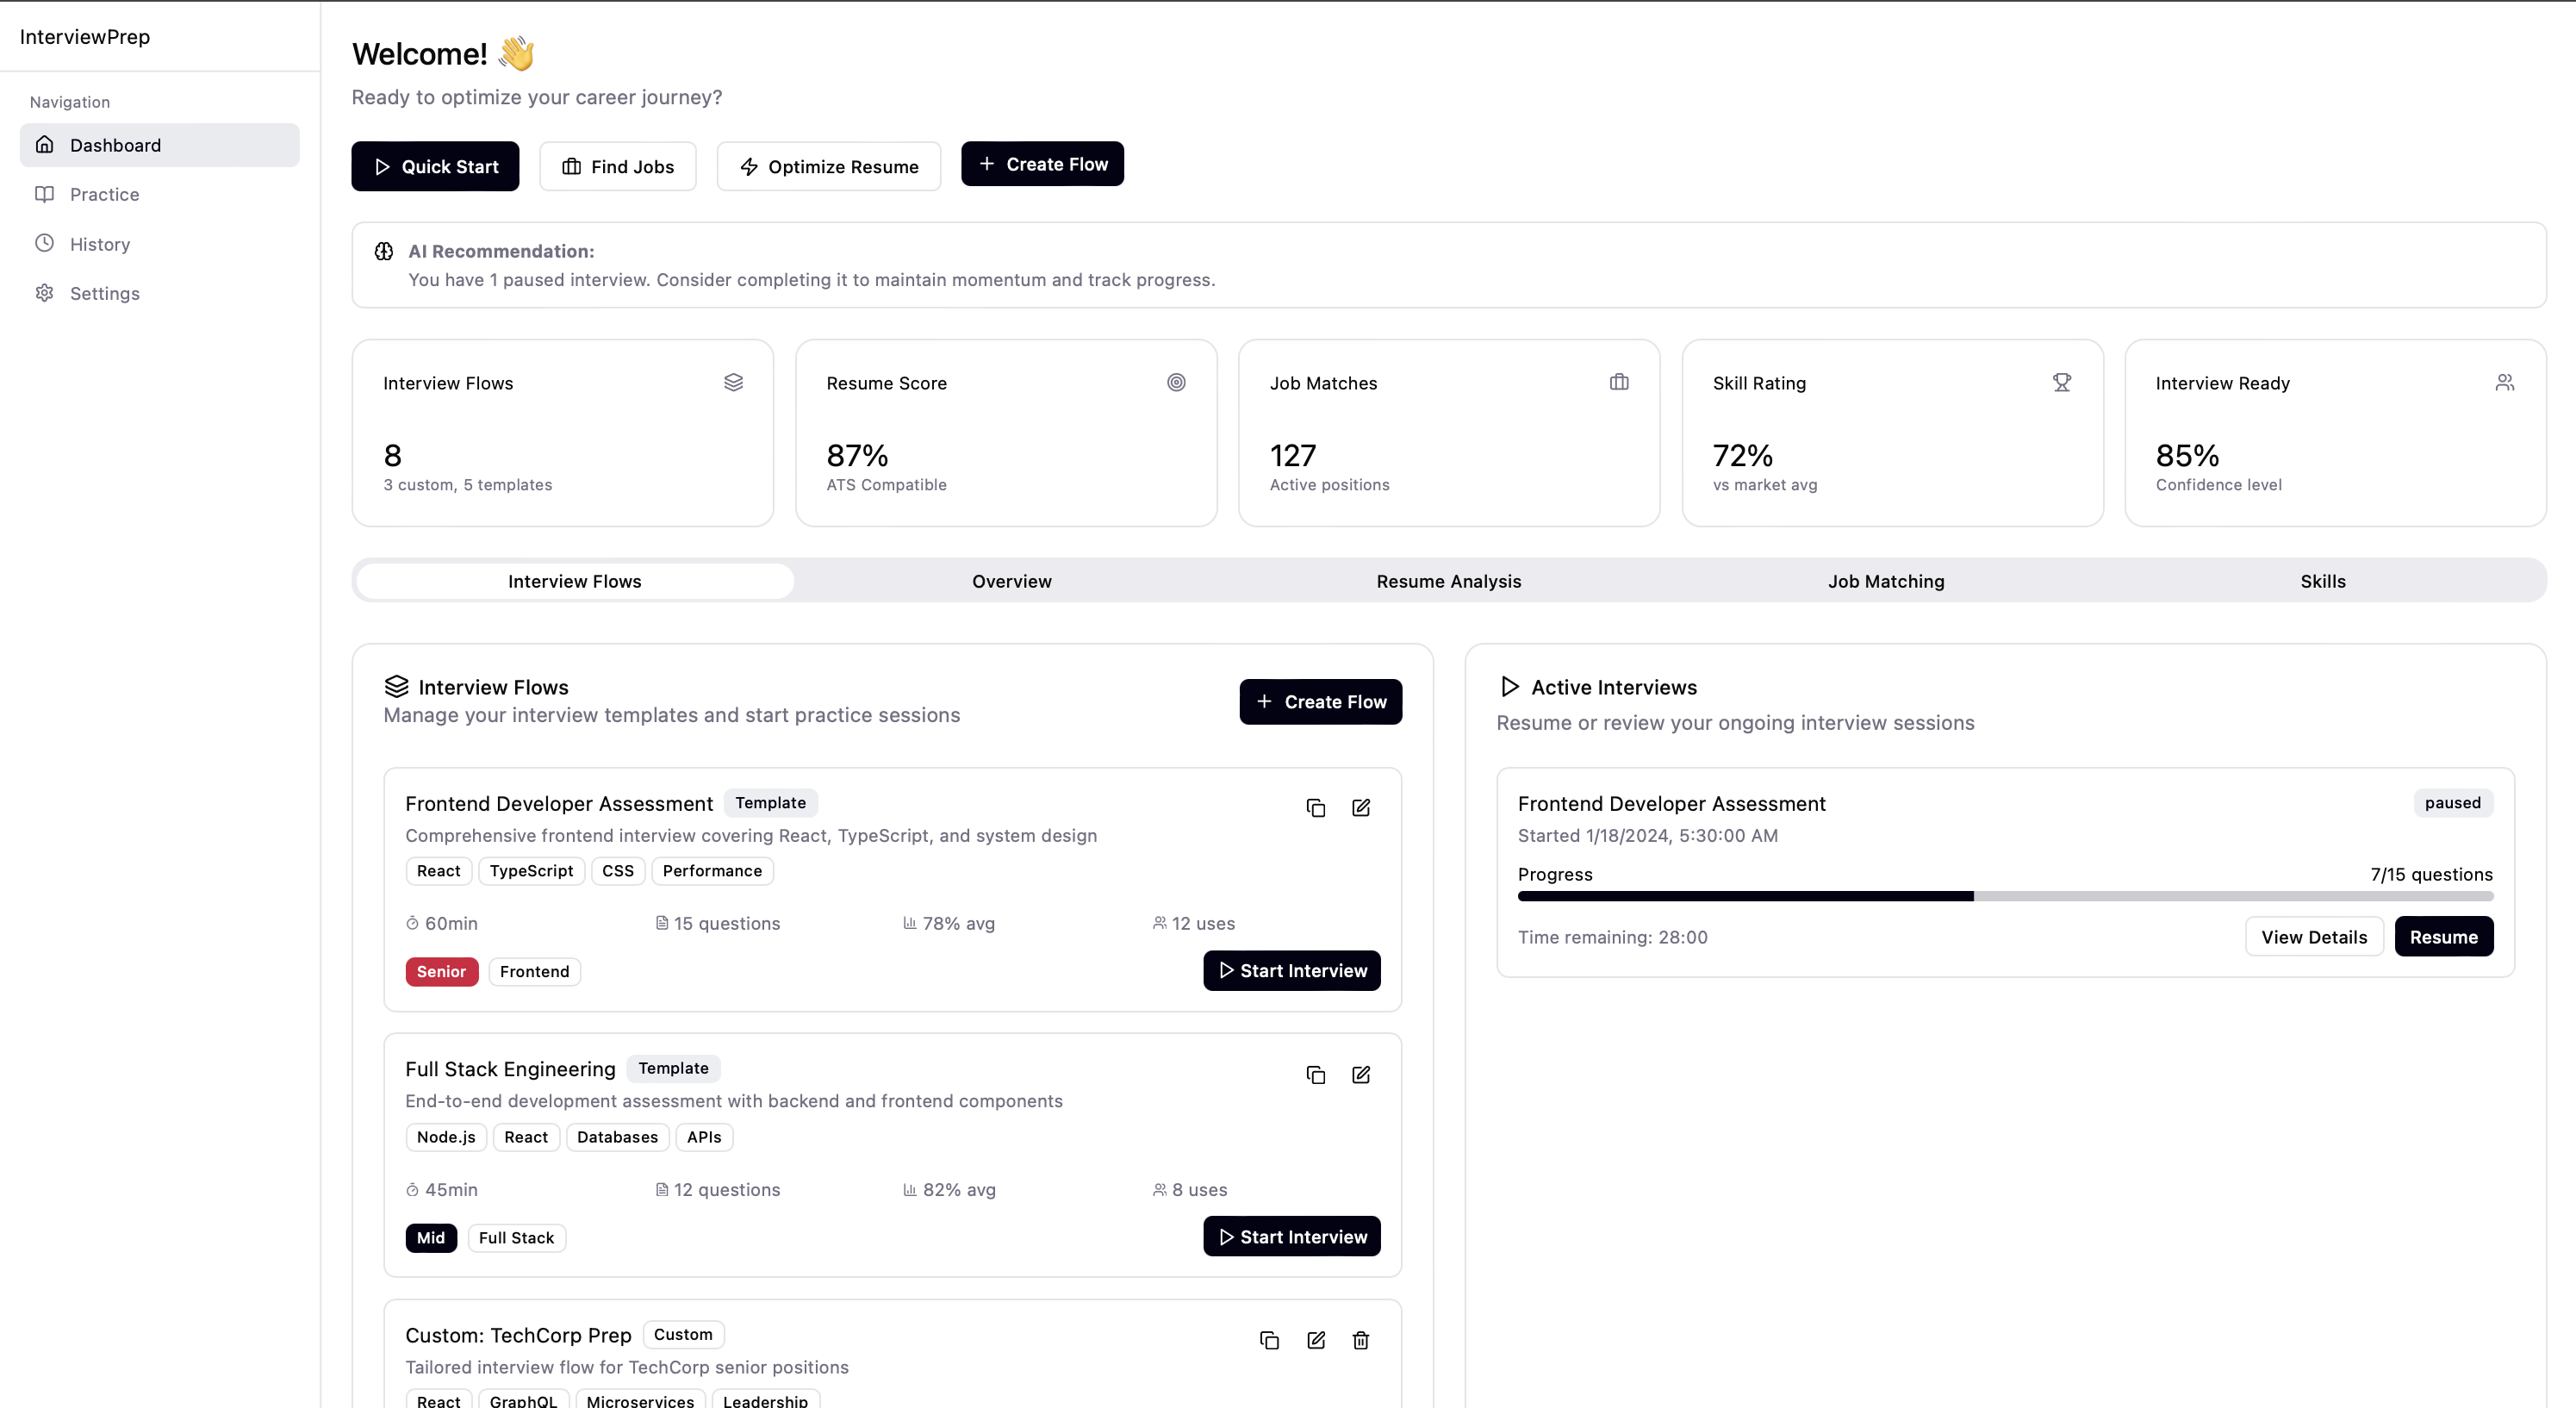 InterviewPrep
Navigation
Dashboard
Practice
History
Settings
Welcome! 👋
Ready to optimize your career journey?
Quick Start
Find Jobs
Optimize Resume
Create Flow
AI Recommendation:
You have 1 paused interview. Consider completing it to maintain momentum and track progress.
Interview Flows
8
3 custom, 5 templates
Resume Score
87%
ATS Compatible
Job Matches
127
Active positions
Skill Rating
72%
vs market avg
Interview Ready
85%
Confidence level
Interview Flows
Overview
Resume Analysis
Job Matching
Skills
Interview Flows
Manage your interview templates and start practice sessions
Create Flow
Frontend Developer Assessment Template
Comprehensive frontend interview covering React, TypeScript, and system design
React TypeScript CSS Performance
60min 15 questions 78% avg 12 uses
Senior Frontend Start Interview
Full Stack Engineering Template
End-to-end development assessment with backend and frontend components
Node.js React Databases APIs
45min 12 questions 82% avg 8 uses
Mid Full Stack Start Interview
Custom: TechCorp Prep Custom
Tailored interview flow for TechCorp senior positions
React GraphQL Microservices Leadership
Active Interviews
Resume or review your ongoing interview sessions
Frontend Developer Assessment paused
Started 1/18/2024, 5:30:00 AM
Progress 7/15 questions
Time remaining: 28:00 View Details Resume